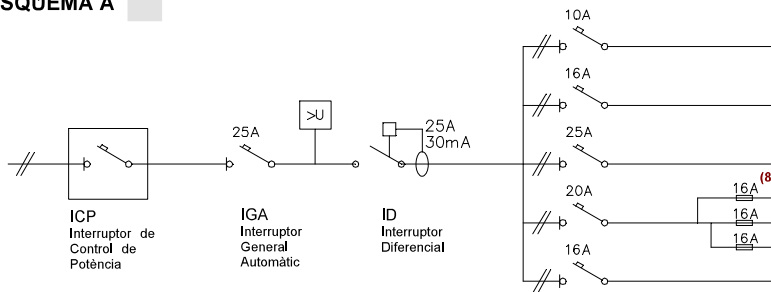 SQUEMA A
10A
16A
25A
>U
25A
30mA
25A
(8
20A
16A
16A
16A
16A
ICP
Interruptor de
Control de
Potència
IGA
Interruptor
General
Automàtic
ID
Interruptor
Diferencial